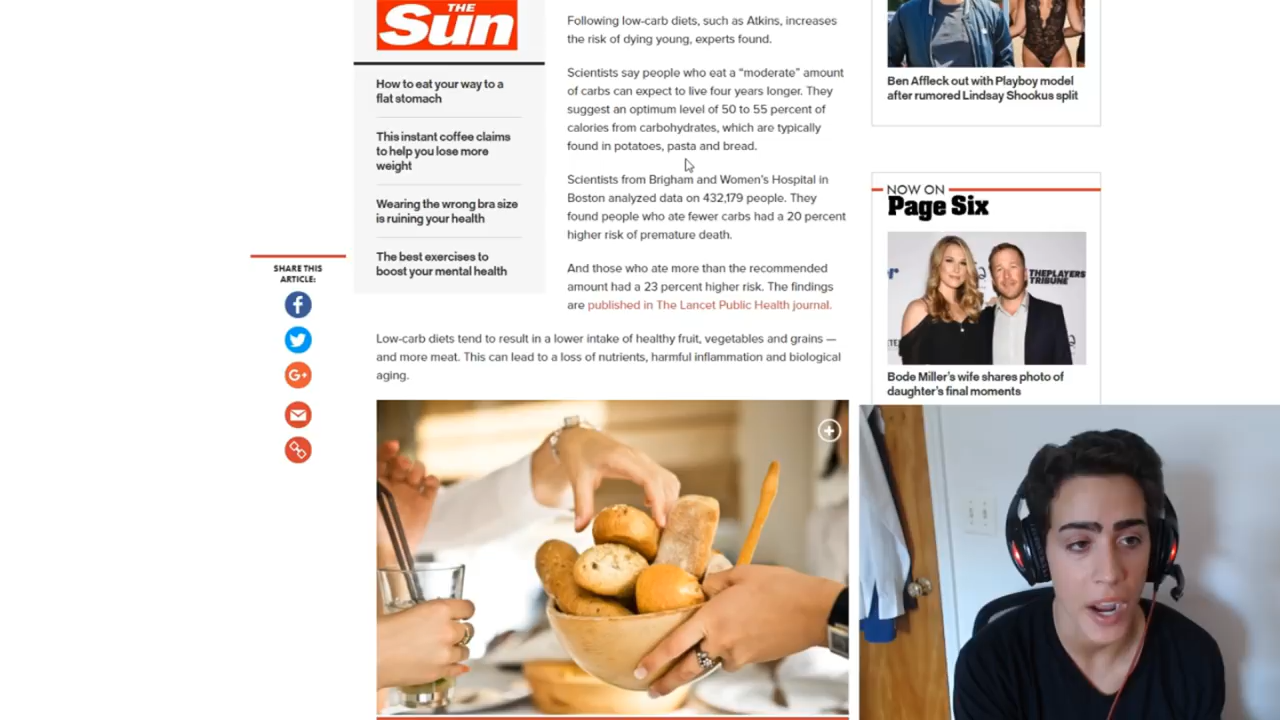 THE
Sun
How to eat your way to a
flat stomach
This instant coffee claims
to help you lose more
weight
Wearing the wrong bra size
is ruining your health
The best exercises to
boost your mental health
SHARE THIS
ARTICLE:
Following low-carb diets, such as Atkins, increases
the risk of dying young, experts found.
Scientists say people who eat a “moderate” amount
of carbs can expect to live four years longer. They
suggest an optimum level of 50 to 55 percent of
calories from carbohydrates, which are typically
found in potatoes, pasta and bread.
Scientists from Brigham and Women’s Hospital in
Boston analyzed data on 432,179 people. They
found people who ate fewer carbs had a 20 percent
higher risk of premature death.
And those who ate more than the recommended
amount had a 23 percent higher risk. The findings
are published in The Lancet Public Health journal.
Low-carb diets tend to result in a lower intake of healthy fruit, vegetables and grains —
and more meat. This can lead to a loss of nutrients, harmful inflammation and biological
aging.
Ben Affleck out with Playboy model
after rumored Lindsay Shookus split
NOW ON
Page Six
THEPLAYERS'
TRIBUNE
Bode Miller’s wife shares photo of
daughter’s final moments